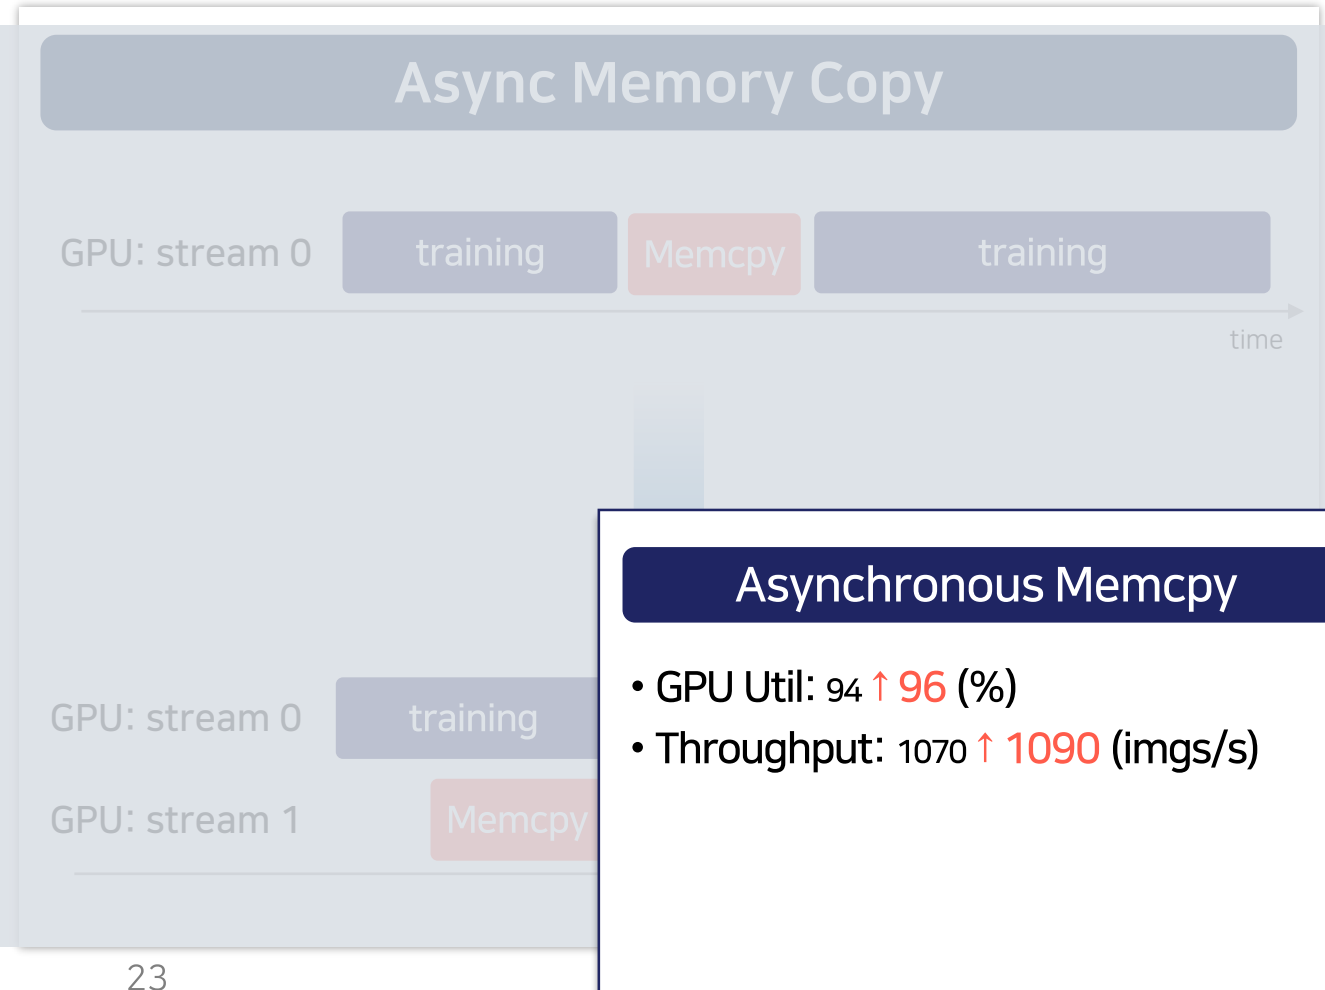 Async Memory Copy
GPU: stream 0 training Memcpy training
time
GPU: stream 0 training
GPU: stream 1 Memcpy
Asynchronous Memcpy
• GPU Util: 94 ↑ 96 (%)
• Throughput: 1070 ↑ 1090 (imgs/s)
23